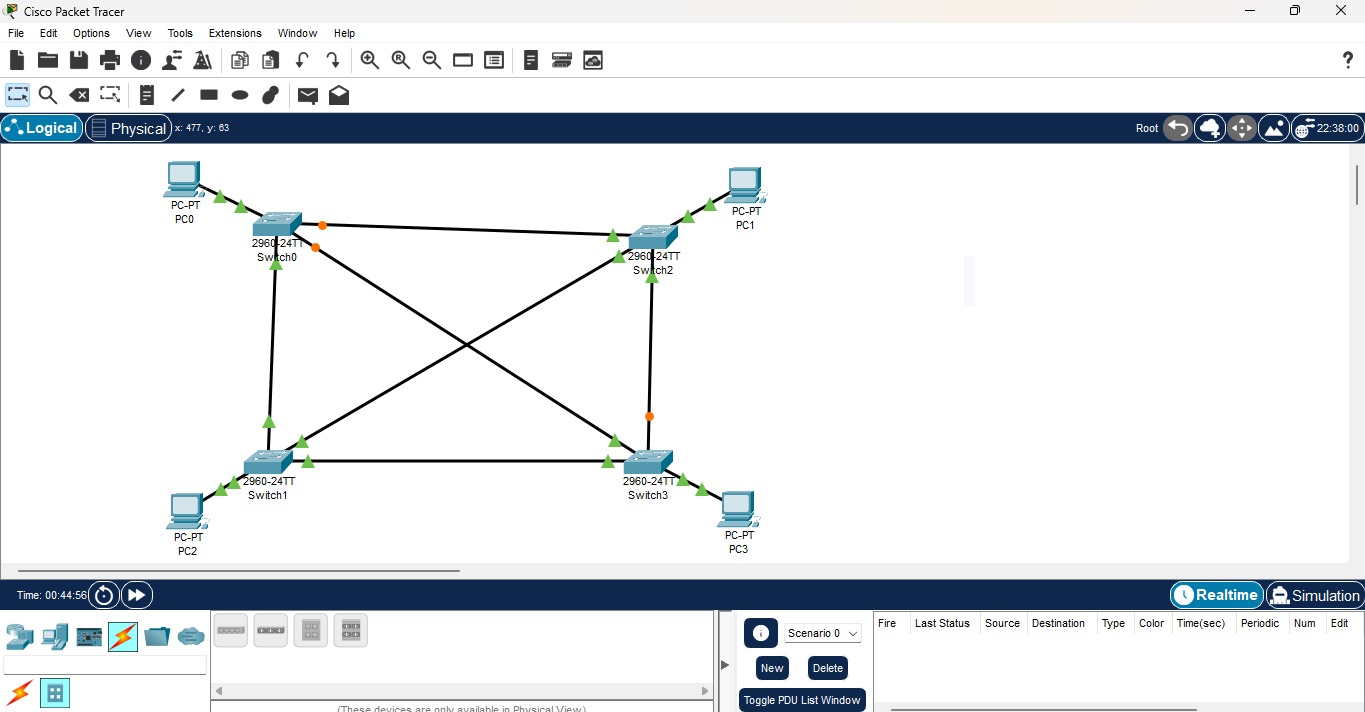 Cisco Packet Tracer
File Edit Options View Tools Extensions Window Help
?
Logical Physical x: 477, y: 63 Root 22:38:00
PC-PT
PC0
PC-PT
PC1
2960-24TT
Switch0
2960-24TT
Switch2
2960-24TT
Switch1
2960-24TT
Switch3
PC-PT
PC2
PC-PT
PC3
Time: 00:44:56 Realtime Simulation
Scenario 0
New Delete
Toggle PDU List Window
Fire Last Status Source Destination Type Color Time(sec) Periodic Num Edit
(These devices are only available in Physical View)